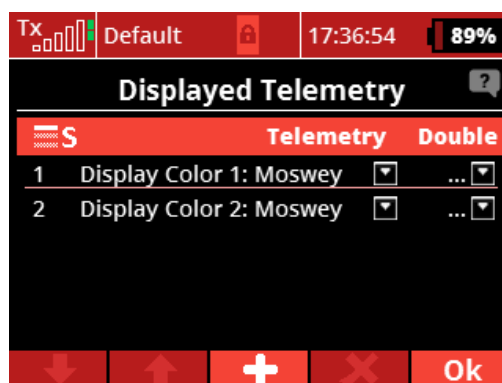 Tx Default 17:36:54 89%
Displayed Telemetry ?
S Telemetry Double
1 Display Color 1: Moswey ...
2 Display Color 2: Moswey ...
Ok